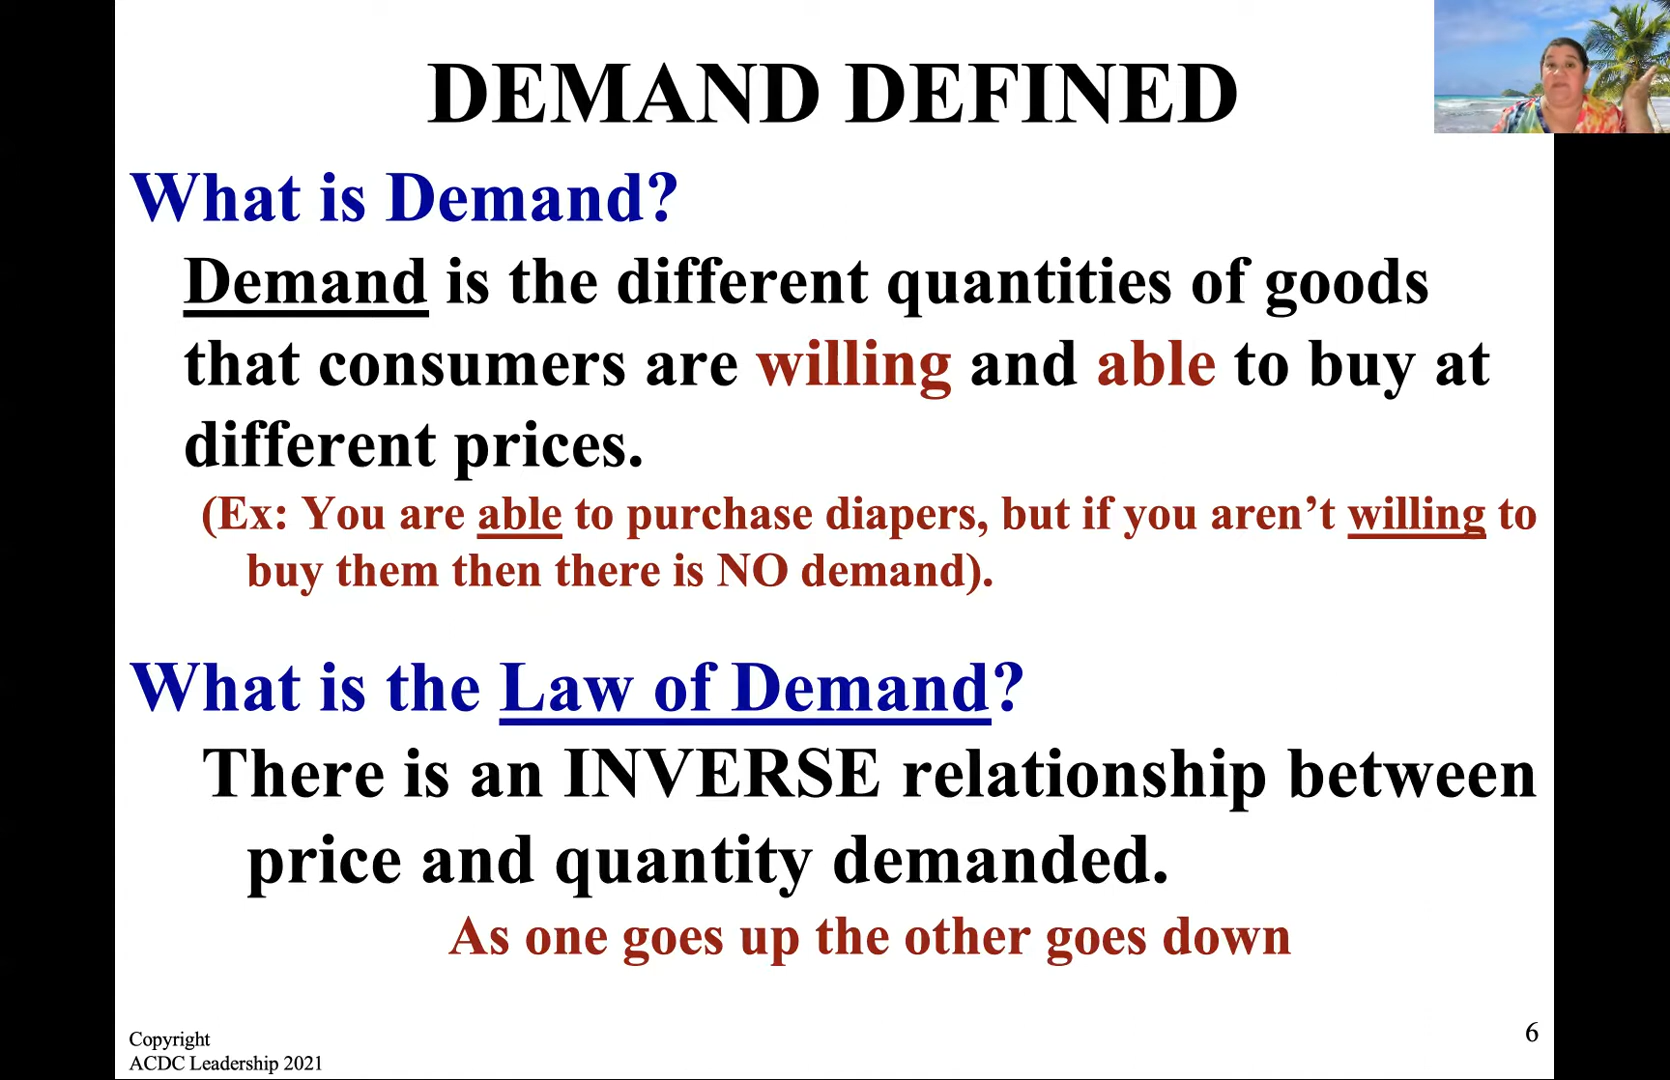 DEMAND DEFINED
What is Demand?
Demand is the different quantities of goods
that consumers are willing and able to buy at
different prices.
(Ex: You are able to purchase diapers, but if you aren’t willing to
buy them then there is NO demand).
What is the Law of Demand?
There is an INVERSE relationship between
price and quantity demanded.
As one goes up the other goes down
Copyright
ACDC Leadership 2021
6